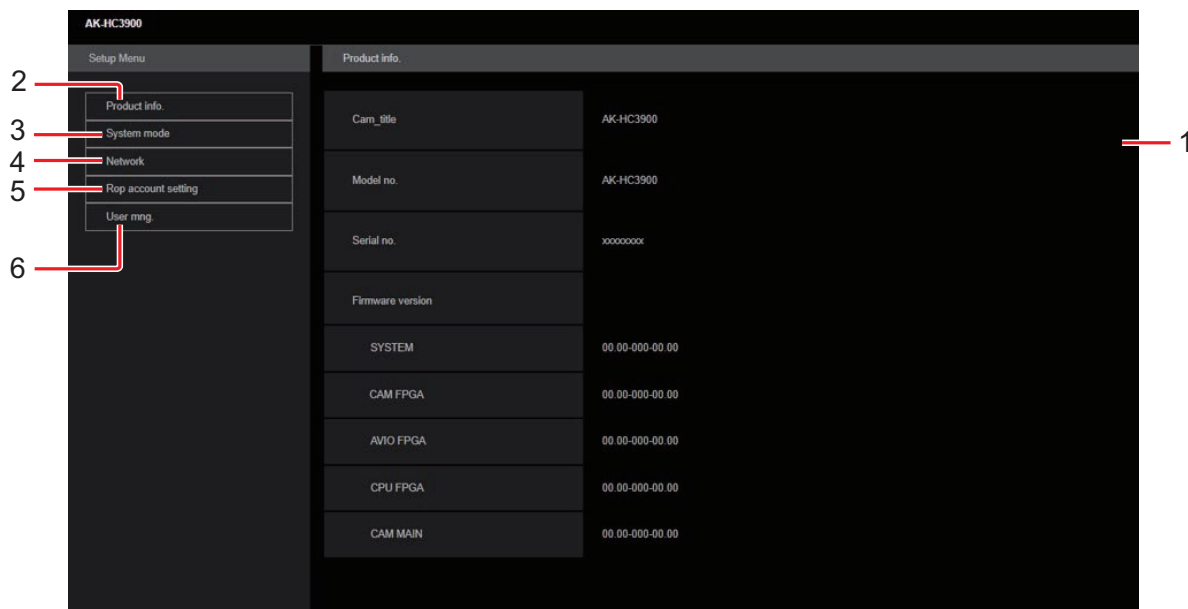 AK-HC3900
Setup Menu
Product info.
2
Product info.
3
System mode
4
Network
5
Rop account setting
User mng.
6
Cam_title AK-HC3900
1
Model no. AK-HC3900
Serial no. xxxxxxxx
Firmware version
SYSTEM 00.00-000-00.00
CAM FPGA 00.00-000-00.00
AVIO FPGA 00.00-000-00.00
CPU FPGA 00.00-000-00.00
CAM MAIN 00.00-000-00.00